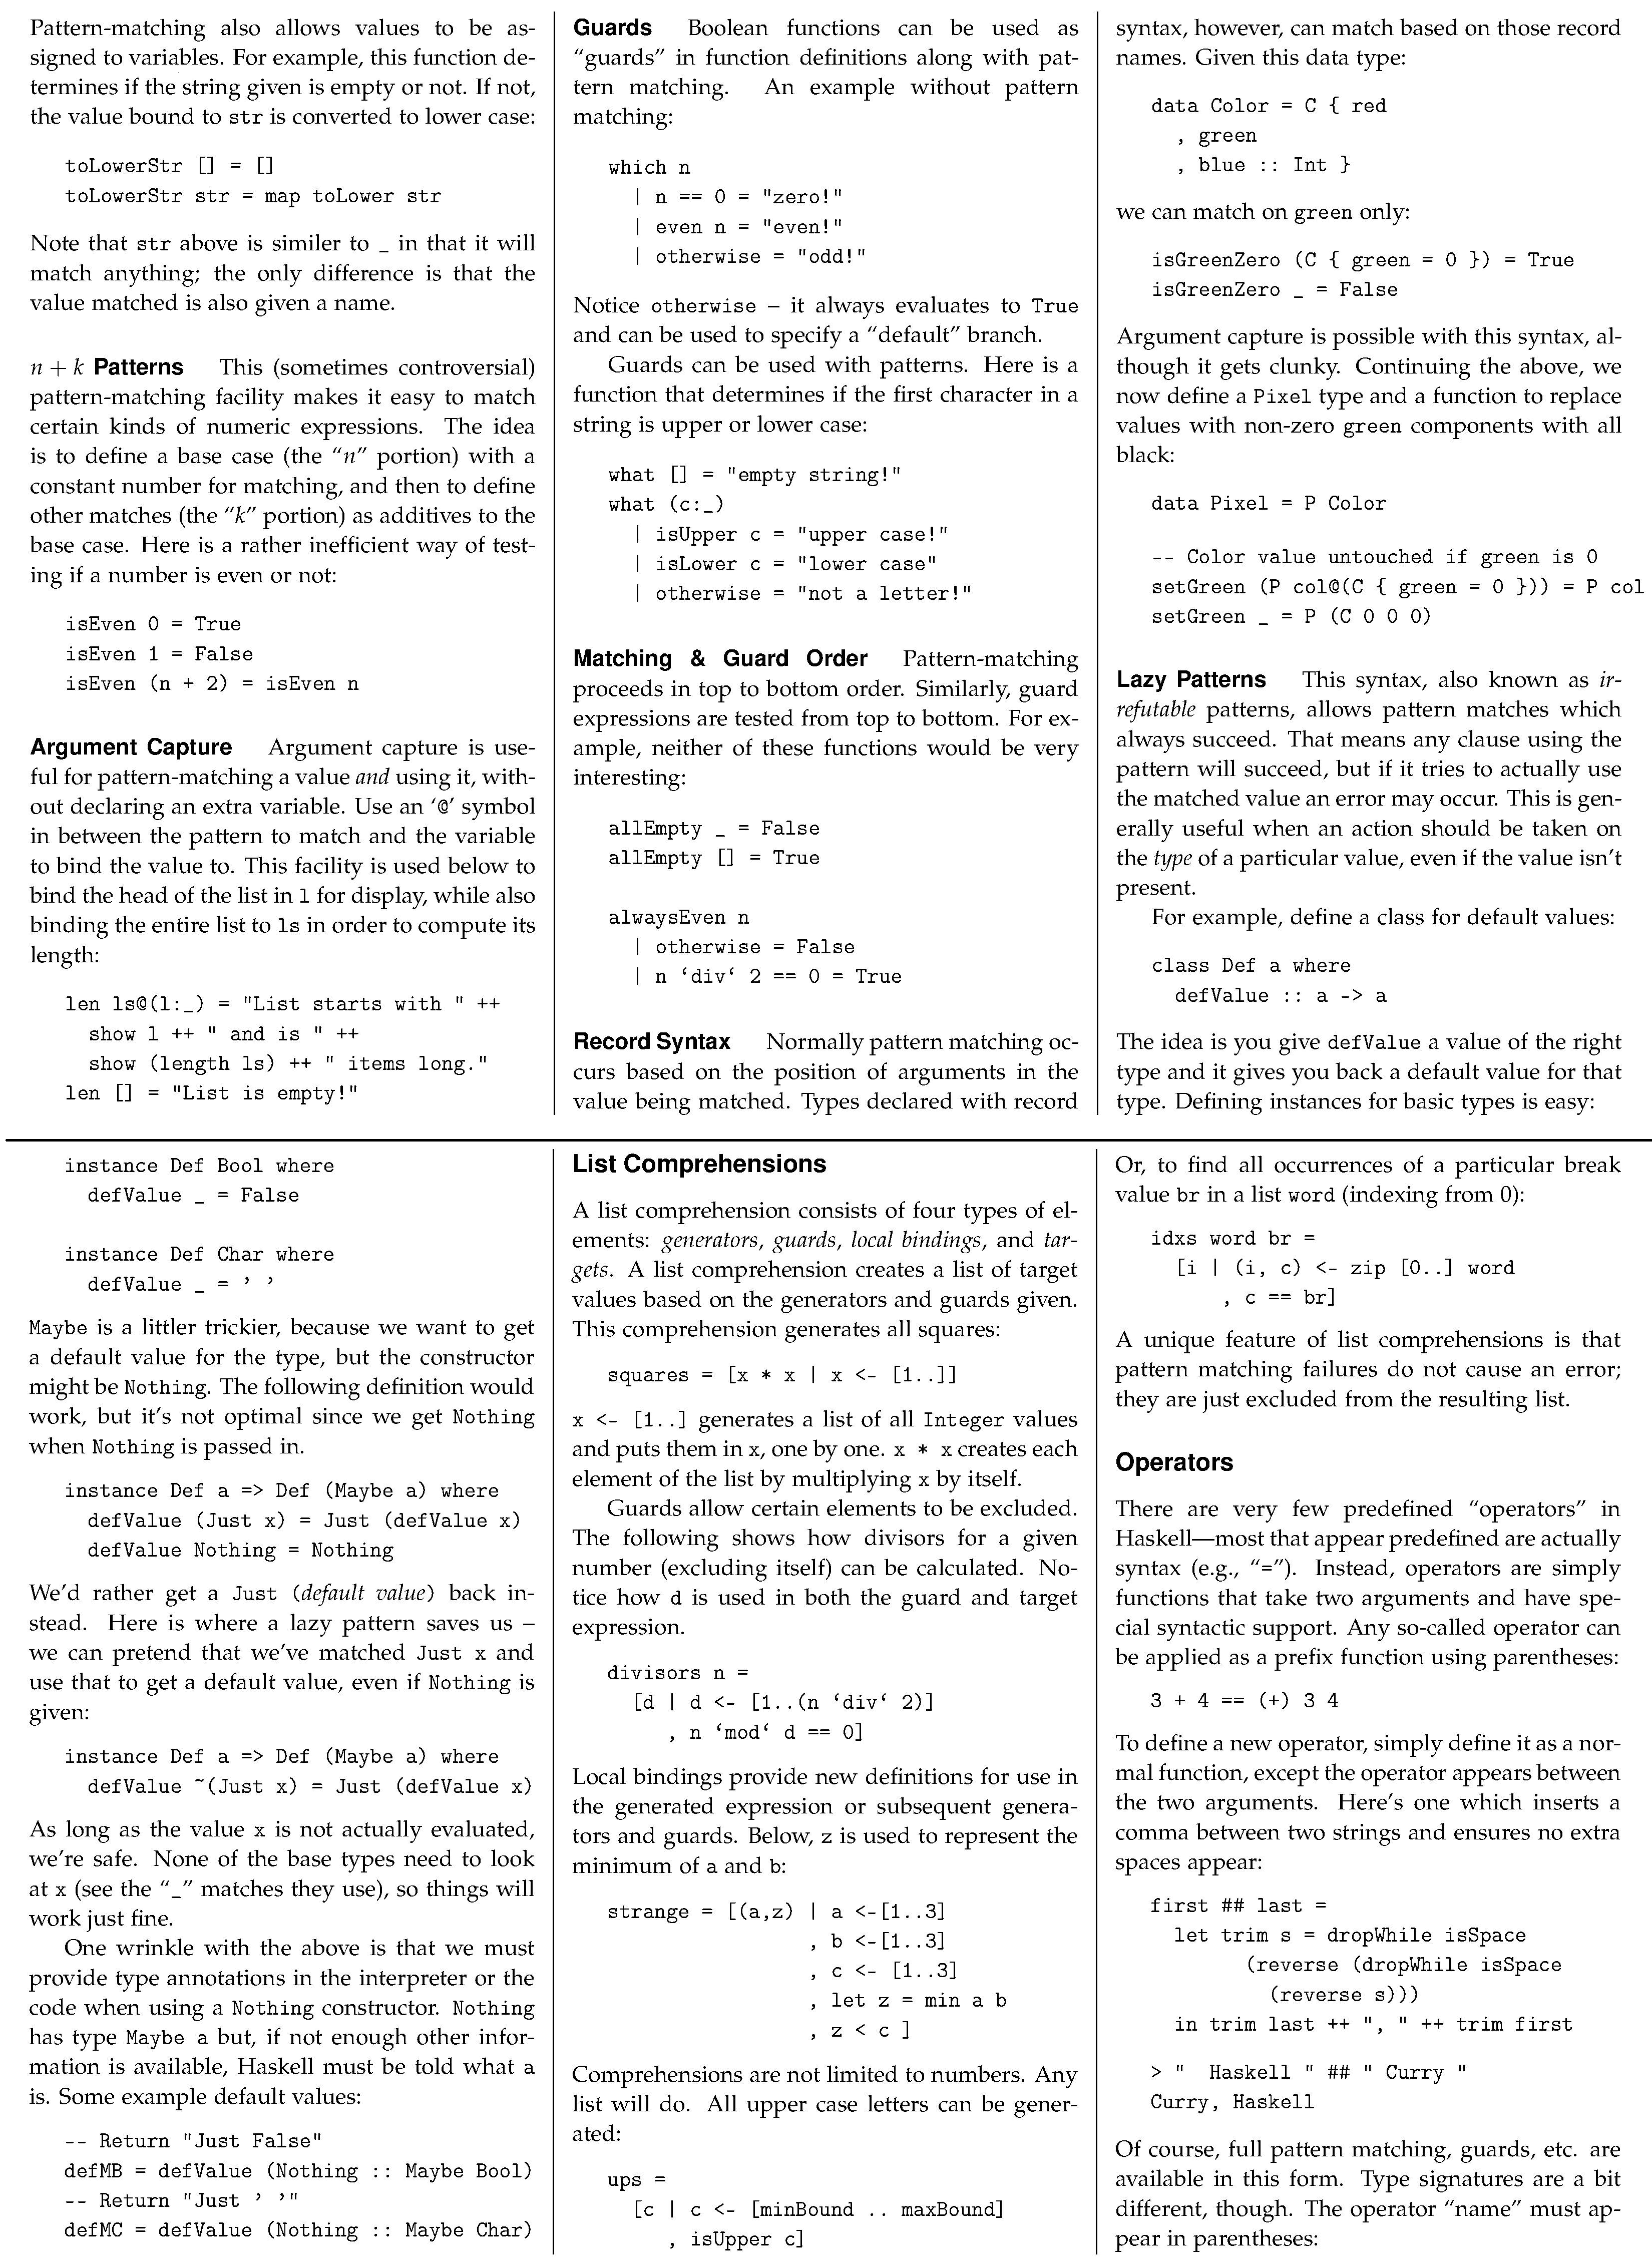 Pattern-matching also allows values to be as-
signed to variables. For example, this function de-
termines if the string given is empty or not. If not,
the value bound to str is converted to lower case:
toLowerStr [] = []
toLowerStr str = map toLower str
Note that str above is similer to _ in that it will
match anything; the only difference is that the
value matched is also given a name.
n + k Patterns This (sometimes controversial)
pattern-matching facility makes it easy to match
certain kinds of numeric expressions. The idea
is to define a base case (the “n” portion) with a
constant number for matching, and then to define
other matches (the “k” portion) as additives to the
base case. Here is a rather inefficient way of test-
ing if a number is even or not:
isEven 0 = True
isEven 1 = False
isEven (n + 2) = isEven n
Argument Capture Argument capture is use-
ful for pattern-matching a value and using it, with-
out declaring an extra variable. Use an ‘@’ symbol
in between the pattern to match and the variable
to bind the value to. This facility is used below to
bind the head of the list in l for display, while also
binding the entire list to ls in order to compute its
length:
len ls@(l:_) = "List starts with " ++
  show l ++ " and is " ++
  show (length ls) ++ " items long."
len [] = "List is empty!"
Guards Boolean functions can be used as
“guards” in function definitions along with pat-
tern matching. An example without pattern
matching:
which n
  | n == 0 = "zero!"
  | even n = "even!"
  | otherwise = "odd!"
Notice otherwise – it always evaluates to True
and can be used to specify a “default” branch.
Guards can be used with patterns. Here is a
function that determines if the first character in a
string is upper or lower case:
what [] = "empty string!"
what (c:_)
  | isUpper c = "upper case!"
  | isLower c = "lower case"
  | otherwise = "not a letter!"
Matching & Guard Order Pattern-matching
proceeds in top to bottom order. Similarly, guard
expressions are tested from top to bottom. For ex-
ample, neither of these functions would be very
interesting:
allEmpty _ = False
allEmpty [] = True
alwaysEven n
  | otherwise = False
  | n ‘div‘ 2 == 0 = True
Record Syntax Normally pattern matching oc-
curs based on the position of arguments in the
value being matched. Types declared with record
syntax, however, can match based on those record
names. Given this data type:
data Color = C { red
  , green
  , blue :: Int }
we can match on green only:
isGreenZero (C { green = 0 }) = True
isGreenZero _ = False
Argument capture is possible with this syntax, al-
though it gets clunky. Continuing the above, we
now define a Pixel type and a function to replace
values with non-zero green components with all
black:
data Pixel = P Color
-- Color value untouched if green is 0
setGreen (P col@(C { green = 0 })) = P col
setGreen _ = P (C 0 0 0)
Lazy Patterns This syntax, also known as ir-
refutable patterns, allows pattern matches which
always succeed. That means any clause using the
pattern will succeed, but if it tries to actually use
the matched value an error may occur. This is gen-
erally useful when an action should be taken on
the type of a particular value, even if the value isn’t
present.
For example, define a class for default values:
class Def a where
  defValue :: a -> a
The idea is you give defValue a value of the right
type and it gives you back a default value for that
type. Defining instances for basic types is easy:
instance Def Bool where
  defValue _ = False
instance Def Char where
  defValue _ = ’ ’
Maybe is a littler trickier, because we want to get
a default value for the type, but the constructor
might be Nothing. The following definition would
work, but it’s not optimal since we get Nothing
when Nothing is passed in.
instance Def a => Def (Maybe a) where
  defValue (Just x) = Just (defValue x)
  defValue Nothing = Nothing
We’d rather get a Just (default value) back in-
stead. Here is where a lazy pattern saves us –
we can pretend that we’ve matched Just x and
use that to get a default value, even if Nothing is
given:
instance Def a => Def (Maybe a) where
  defValue ~(Just x) = Just (defValue x)
As long as the value x is not actually evaluated,
we’re safe. None of the base types need to look
at x (see the “_” matches they use), so things will
work just fine.
One wrinkle with the above is that we must
provide type annotations in the interpreter or the
code when using a Nothing constructor. Nothing
has type Maybe a but, if not enough other infor-
mation is available, Haskell must be told what a
is. Some example default values:
-- Return "Just False"
defMB = defValue (Nothing :: Maybe Bool)
-- Return "Just ’ ’"
defMC = defValue (Nothing :: Maybe Char)
List Comprehensions
A list comprehension consists of four types of el-
ements: generators, guards, local bindings, and tar-
gets. A list comprehension creates a list of target
values based on the generators and guards given.
This comprehension generates all squares:
squares = [x * x | x <- [1..]]
x <- [1..] generates a list of all Integer values
and puts them in x, one by one. x * x creates each
element of the list by multiplying x by itself.
Guards allow certain elements to be excluded.
The following shows how divisors for a given
number (excluding itself) can be calculated. No-
tice how d is used in both the guard and target
expression.
divisors n =
  [d | d <- [1..(n ‘div‘ 2)]
     , n ‘mod‘ d == 0]
Local bindings provide new definitions for use in
the generated expression or subsequent genera-
tors and guards. Below, z is used to represent the
minimum of a and b:
strange = [(a,z) | a <-[1..3]
                 , b <-[1..3]
                 , c <- [1..3]
                 , let z = min a b
                 , z < c ]
Comprehensions are not limited to numbers. Any
list will do. All upper case letters can be gener-
ated:
ups =
  [c | c <- [minBound .. maxBound]
     , isUpper c]
Or, to find all occurrences of a particular break
value br in a list word (indexing from 0):
idxs word br =
  [i | (i, c) <- zip [0..] word
      , c == br]
A unique feature of list comprehensions is that
pattern matching failures do not cause an error;
they are just excluded from the resulting list.
Operators
There are very few predefined “operators” in
Haskell—most that appear predefined are actually
syntax (e.g., “=”). Instead, operators are simply
functions that take two arguments and have spe-
cial syntactic support. Any so-called operator can
be applied as a prefix function using parentheses:
3 + 4 == (+) 3 4
To define a new operator, simply define it as a nor-
mal function, except the operator appears between
the two arguments. Here’s one which inserts a
comma between two strings and ensures no extra
spaces appear:
first ## last =
  let trim s = dropWhile isSpace
        (reverse (dropWhile isSpace
          (reverse s)))
  in trim last ++ ", " ++ trim first
> "  Haskell " ## " Curry "
Curry, Haskell
Of course, full pattern matching, guards, etc. are
available in this form. Type signatures are a bit
different, though. The operator “name” must ap-
pear in parentheses: